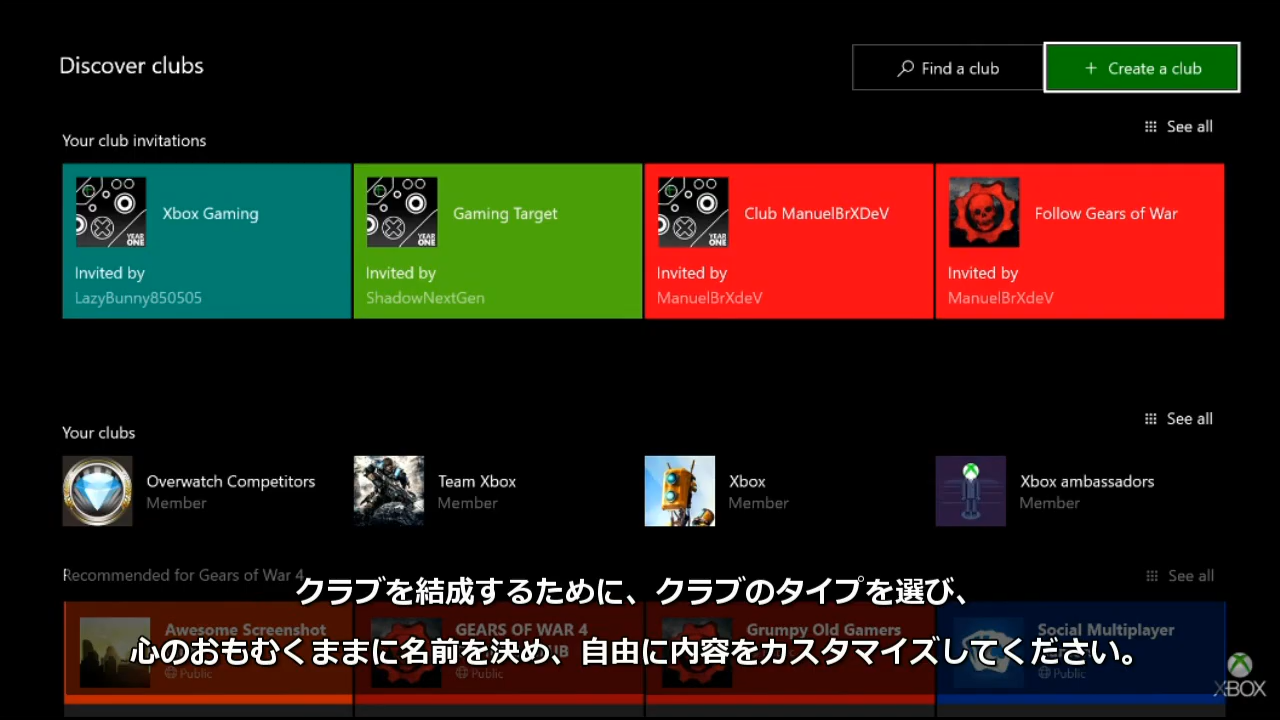 Discover clubs
Find a club
Create a club
See all
Your club invitations
YEAR
ONE
Xbox Gaming
Invited by
LazyBunny850505
YEAR
ONE
Gaming Target
Invited by
ShadowNextGen
YEAR
ONE
Club ManuelBrXDeV
Invited by
ManuelBrXdeV
Follow Gears of War
Invited by
ManuelBrXdeV
See all
Your clubs
Overwatch Competitors
Member
Team Xbox
Member
Xbox
Member
Xbox ambassadors
Member
Recommended for Gears of War 4
See all
Awesome Screenshot
Public
GEARS OF WAR 4
Public
Grumpy Old Gamers
Social Multiplayer
Public
クラブを結成するために、クラブのタイプを選び、
心のおもむくままに名前を決め、自由に内容をカスタマイズしてください。
XBOX